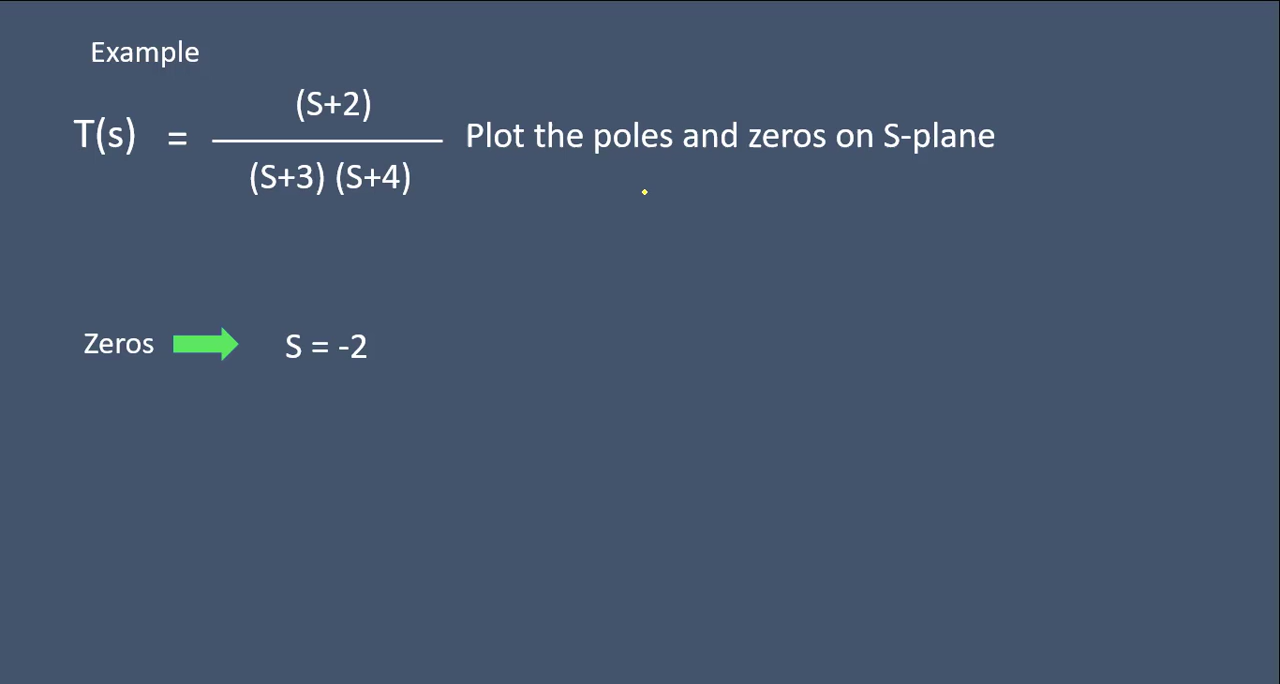 Example
(S+2)
T(s) = Plot the poles and zeros on S-plane
(S+3) (S+4)
Zeros S = -2